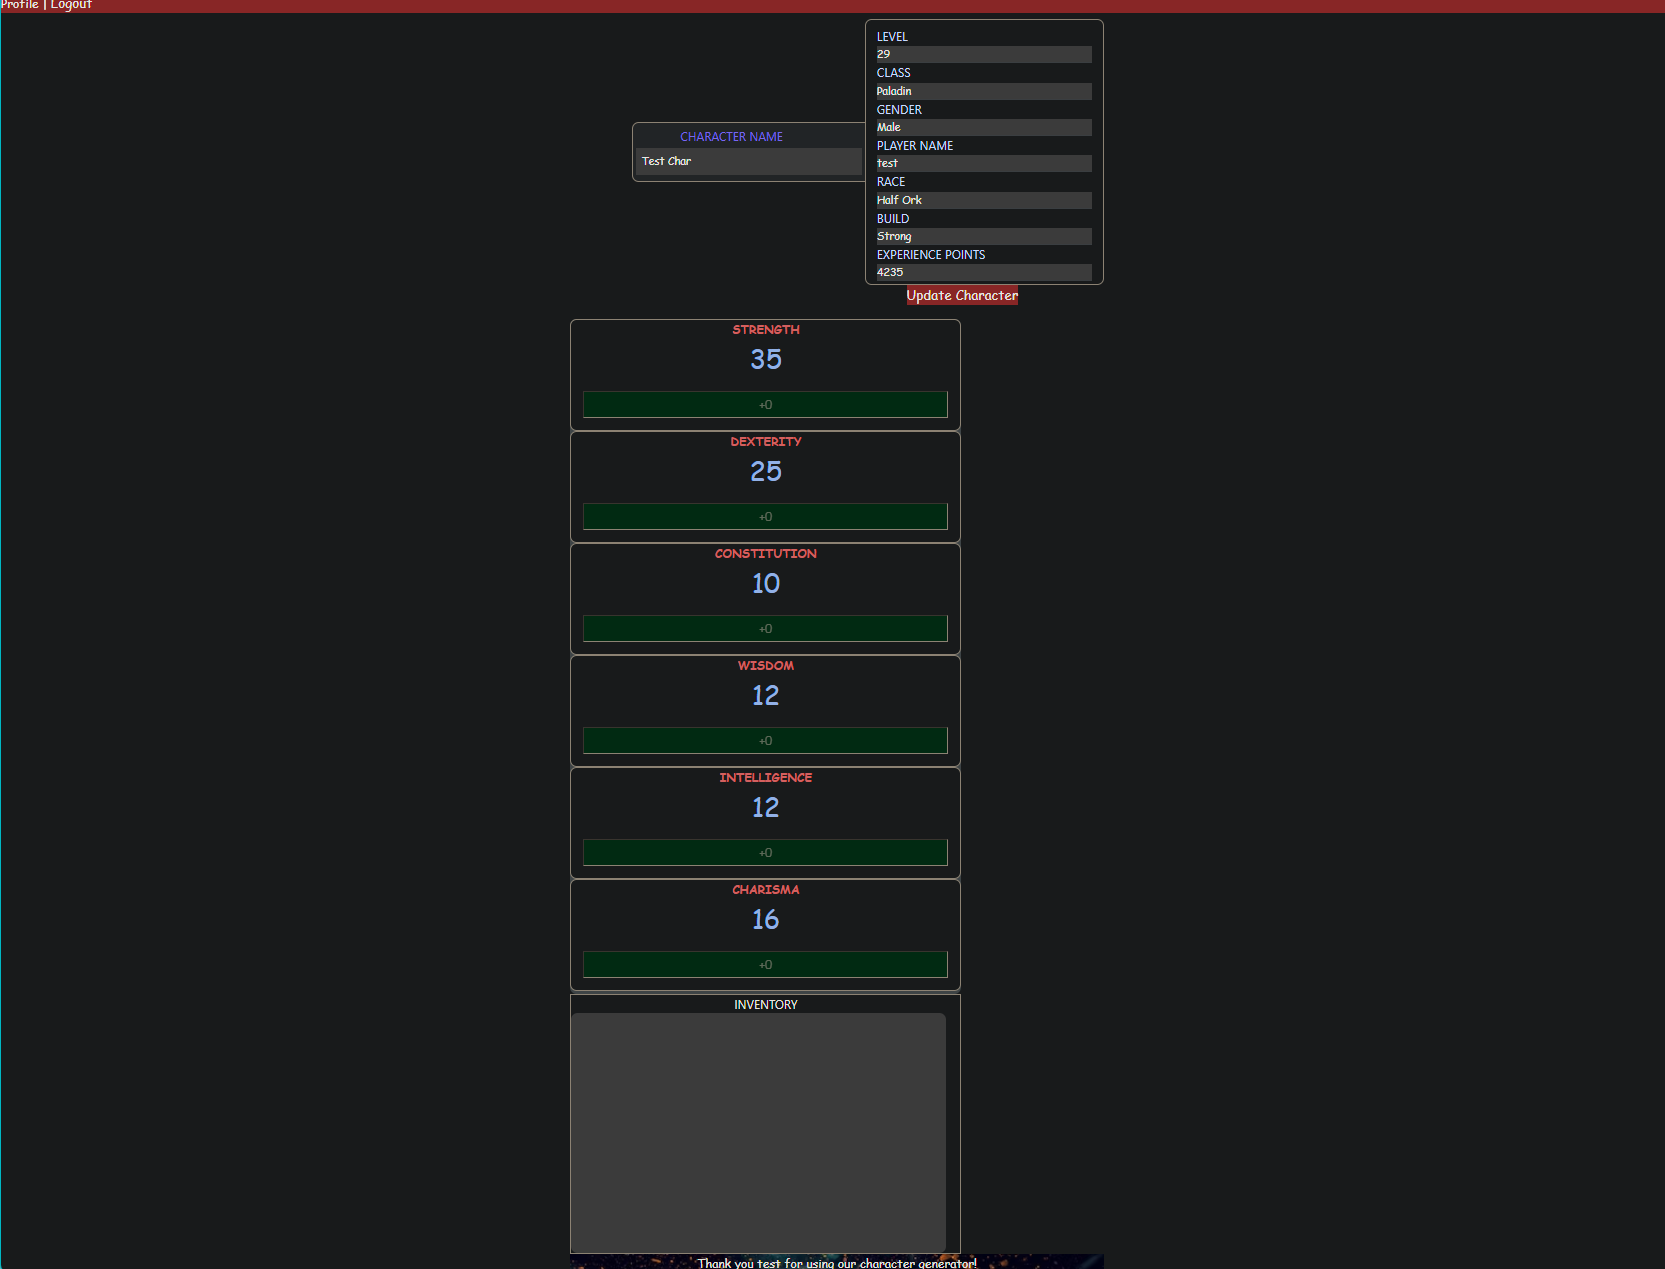 Profile | Logout
LEVEL
29
CLASS
Paladin
GENDER
Male
PLAYER NAME
test
RACE
Half Ork
BUILD
Strong
EXPERIENCE POINTS
4235
CHARACTER NAME
Test Char
Update Character
STRENGTH
35
+0
DEXTERITY
25
+0
CONSTITUTION
10
+0
WISDOM
12
+0
INTELLIGENCE
12
+0
CHARISMA
16
+0
INVENTORY
Thank you test for using our character generator!